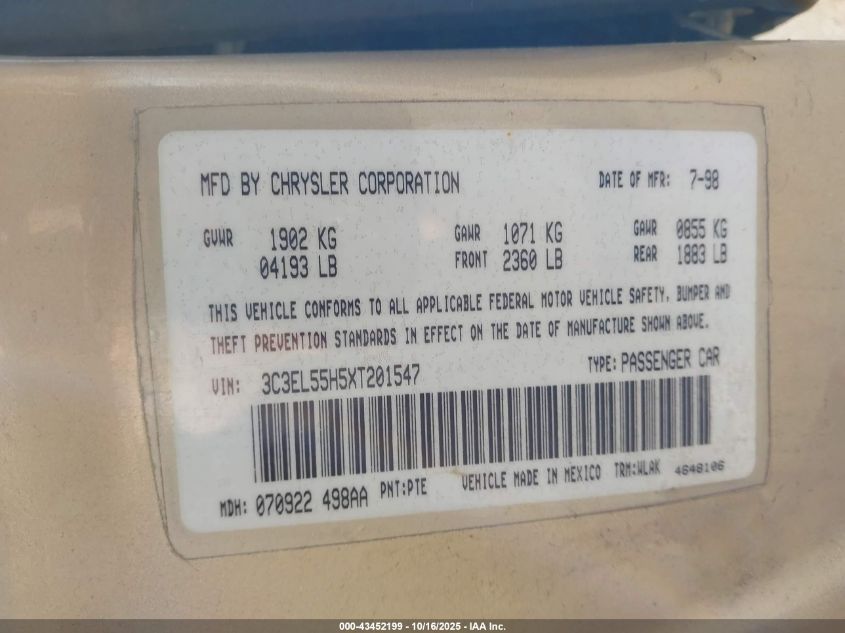 MFD BY CHRYSLER CORPORATION DATE OF MFR: 7-98
GVWR 1902 KG GAWR 1071 KG GAWR 0855 KG
04193 LB FRONT 2360 LB REAR 1883 LB
THIS VEHICLE CONFORMS TO ALL APPLICABLE FEDERAL MOTOR VEHICLE SAFETY, BUMPER AND
THEFT PREVENTION STANDARDS IN EFFECT ON THE DATE OF MANUFACTURE SHOWN ABOVE.
VIN: 3C3EL55H5XT201547 TYPE: PASSENGER CAR
MDH: 070922 498AA PNT:PTE VEHICLE MADE IN MEXICO TRM:WLAK 4648106
000-43452199 - 10/16/2025 - IAA Inc.